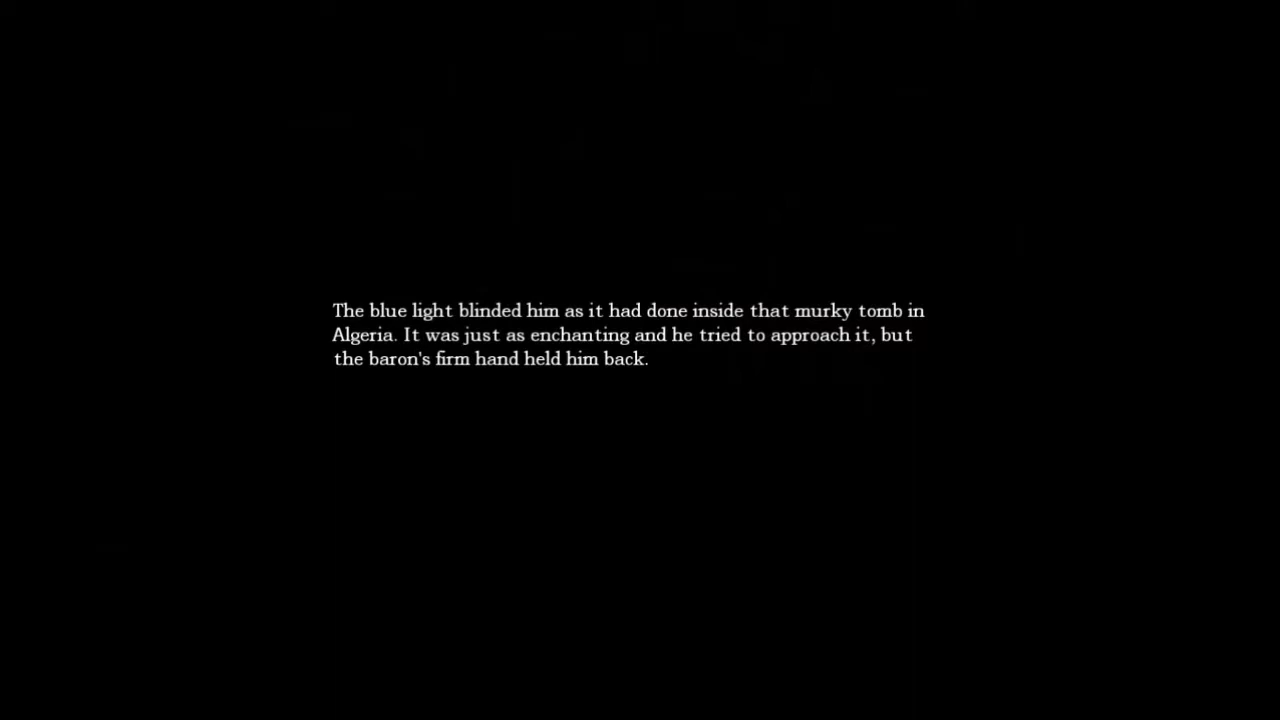 The blue light blinded him as it had done inside that murky tomb in
Algeria. It was just as enchanting and he tried to approach it, but
the baron's firm hand held him back.